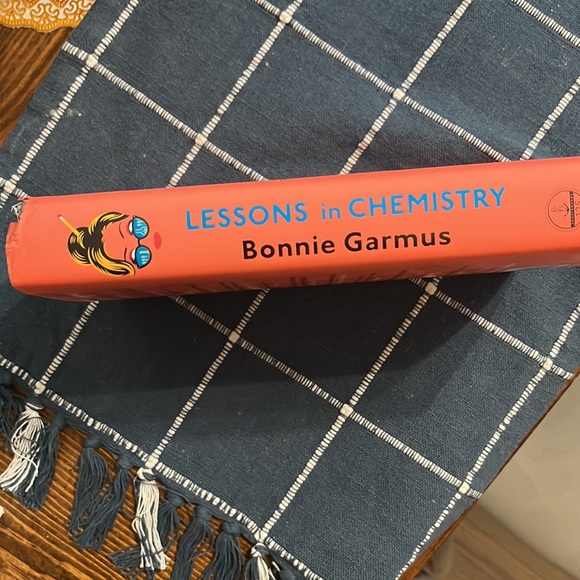 LESSONS in CHEMISTRY
Bonnie Garmus